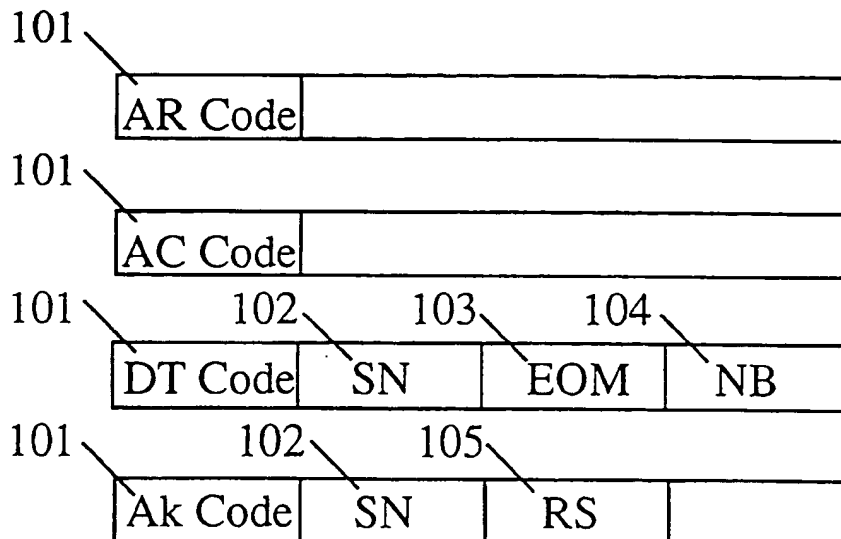 101
AR Code
101
AC Code
101 102 103 104
DT Code SN EOM NB
101 102 105
Ak Code SN RS